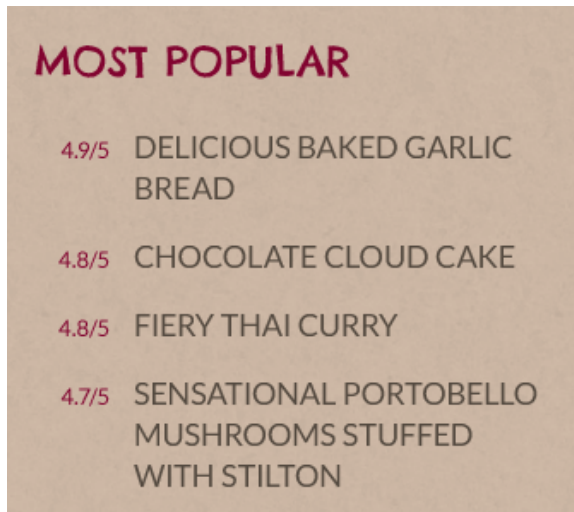 MOST POPULAR
4.9/5 DELICIOUS BAKED GARLIC
BREAD
4.8/5 CHOCOLATE CLOUD CAKE
4.8/5 FIERY THAI CURRY
4.7/5 SENSATIONAL PORTOBELLO
MUSHROOMS STUFFED
WITH STILTON